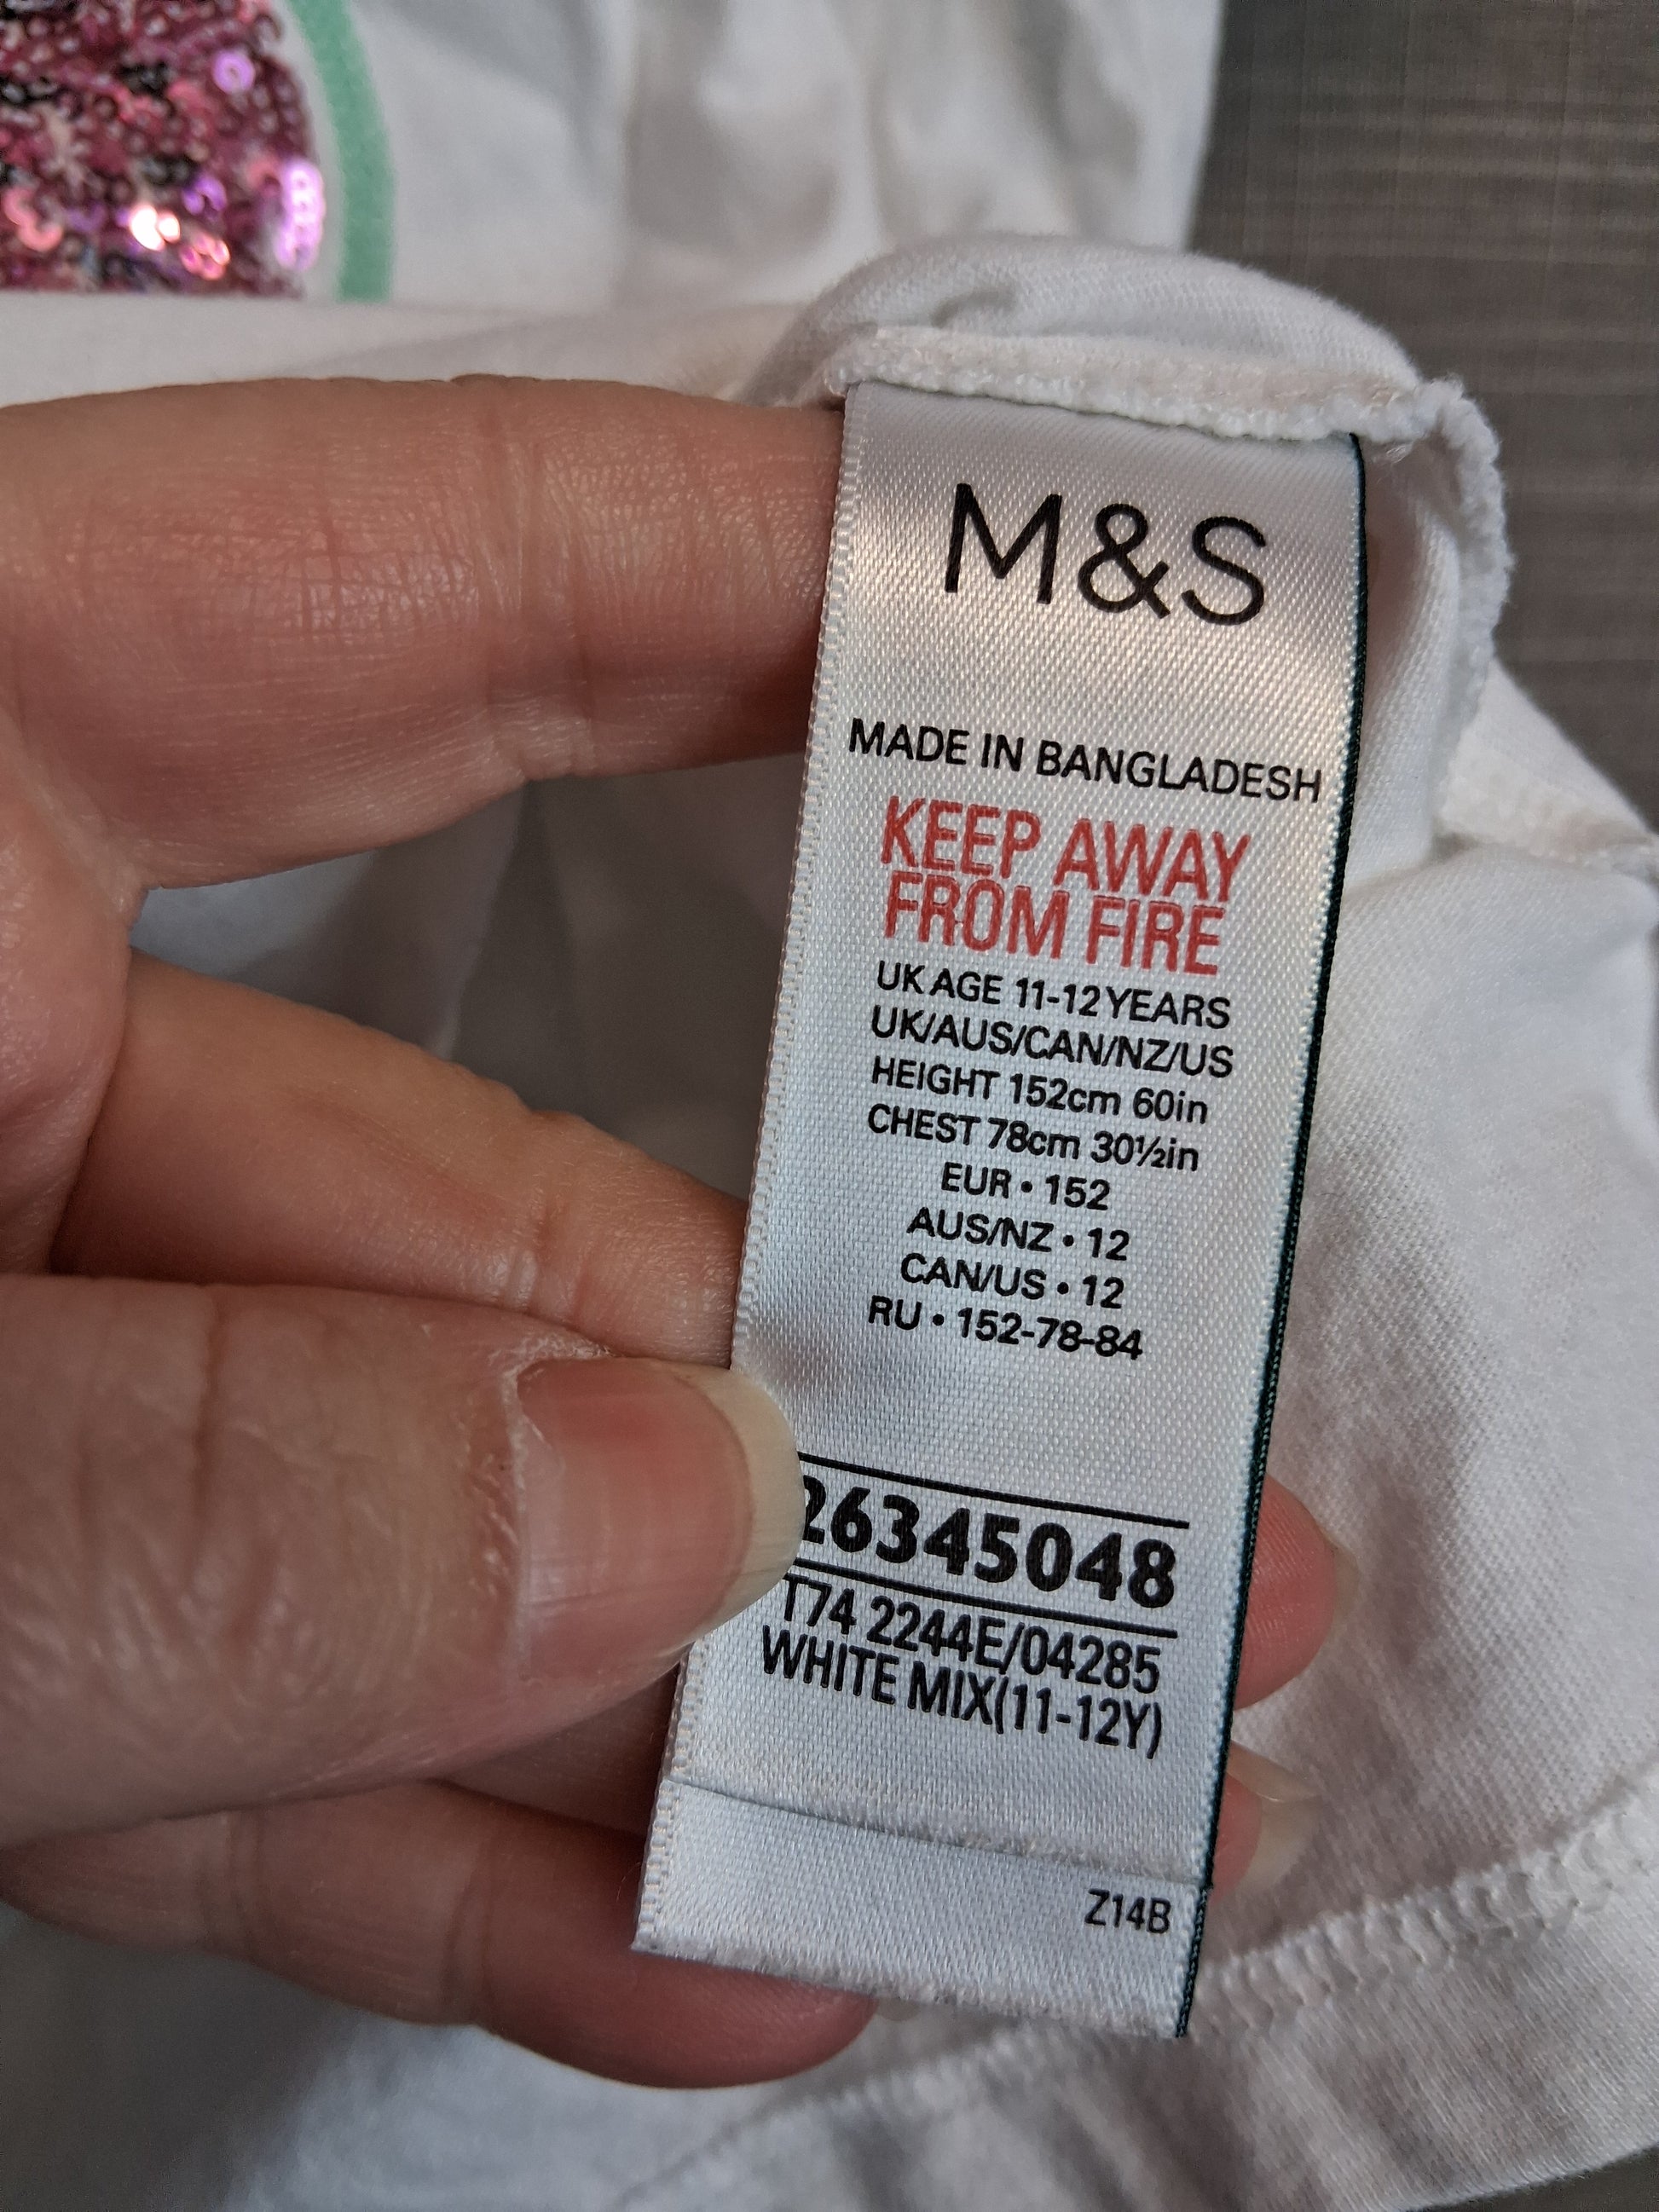 M&S
MADE IN BANGLADESH
KEEP AWAY
FROM FIRE
UK AGE 11-12 YEARS
UK/AUS/CAN/NZ/US
HEIGHT 152cm 60in
CHEST 78cm 30½in
EUR • 152
AUS/NZ • 12
CAN/US • 12
RU • 152-78-84
26345048
T74 2244E/04285
WHITE MIX(11-12Y)
Z14B